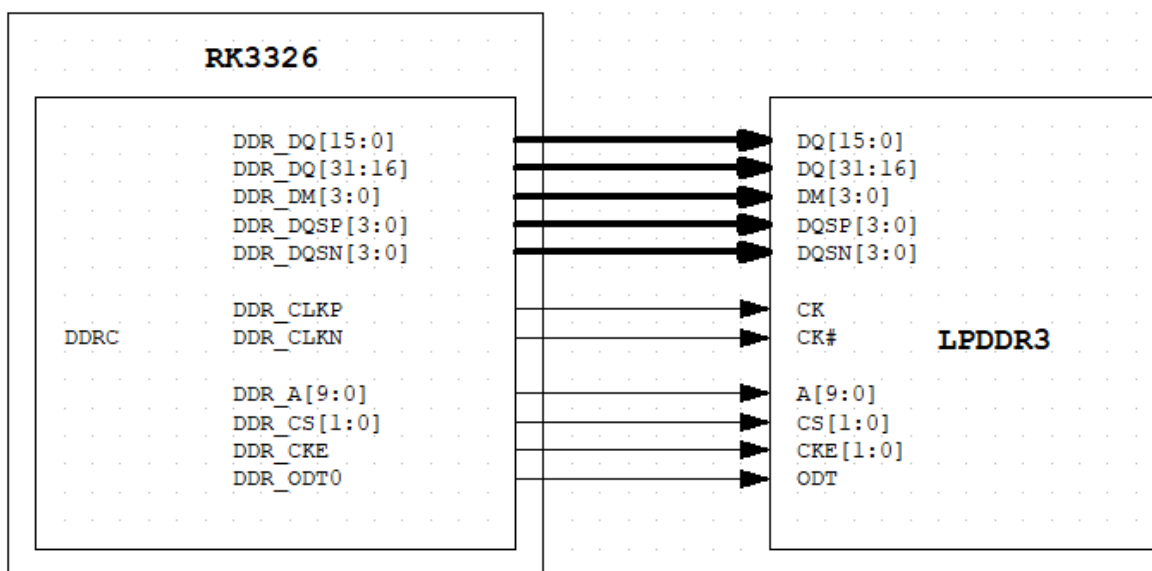 RK3326
DDR_DQ[15:0] DQ[15:0]
DDR_DQ[31:16] DQ[31:16]
DDR_DM[3:0] DM[3:0]
DDR_DQSP[3:0] DQSP[3:0]
DDR_DQSN[3:0] DQSN[3:0]
DDR_CLKP CK
DDRC DDR_CLKN CK# LPDDR3
DDR_A[9:0] A[9:0]
DDR_CS[1:0] CS[1:0]
DDR_CKE CKE[1:0]
DDR_ODT0 ODT